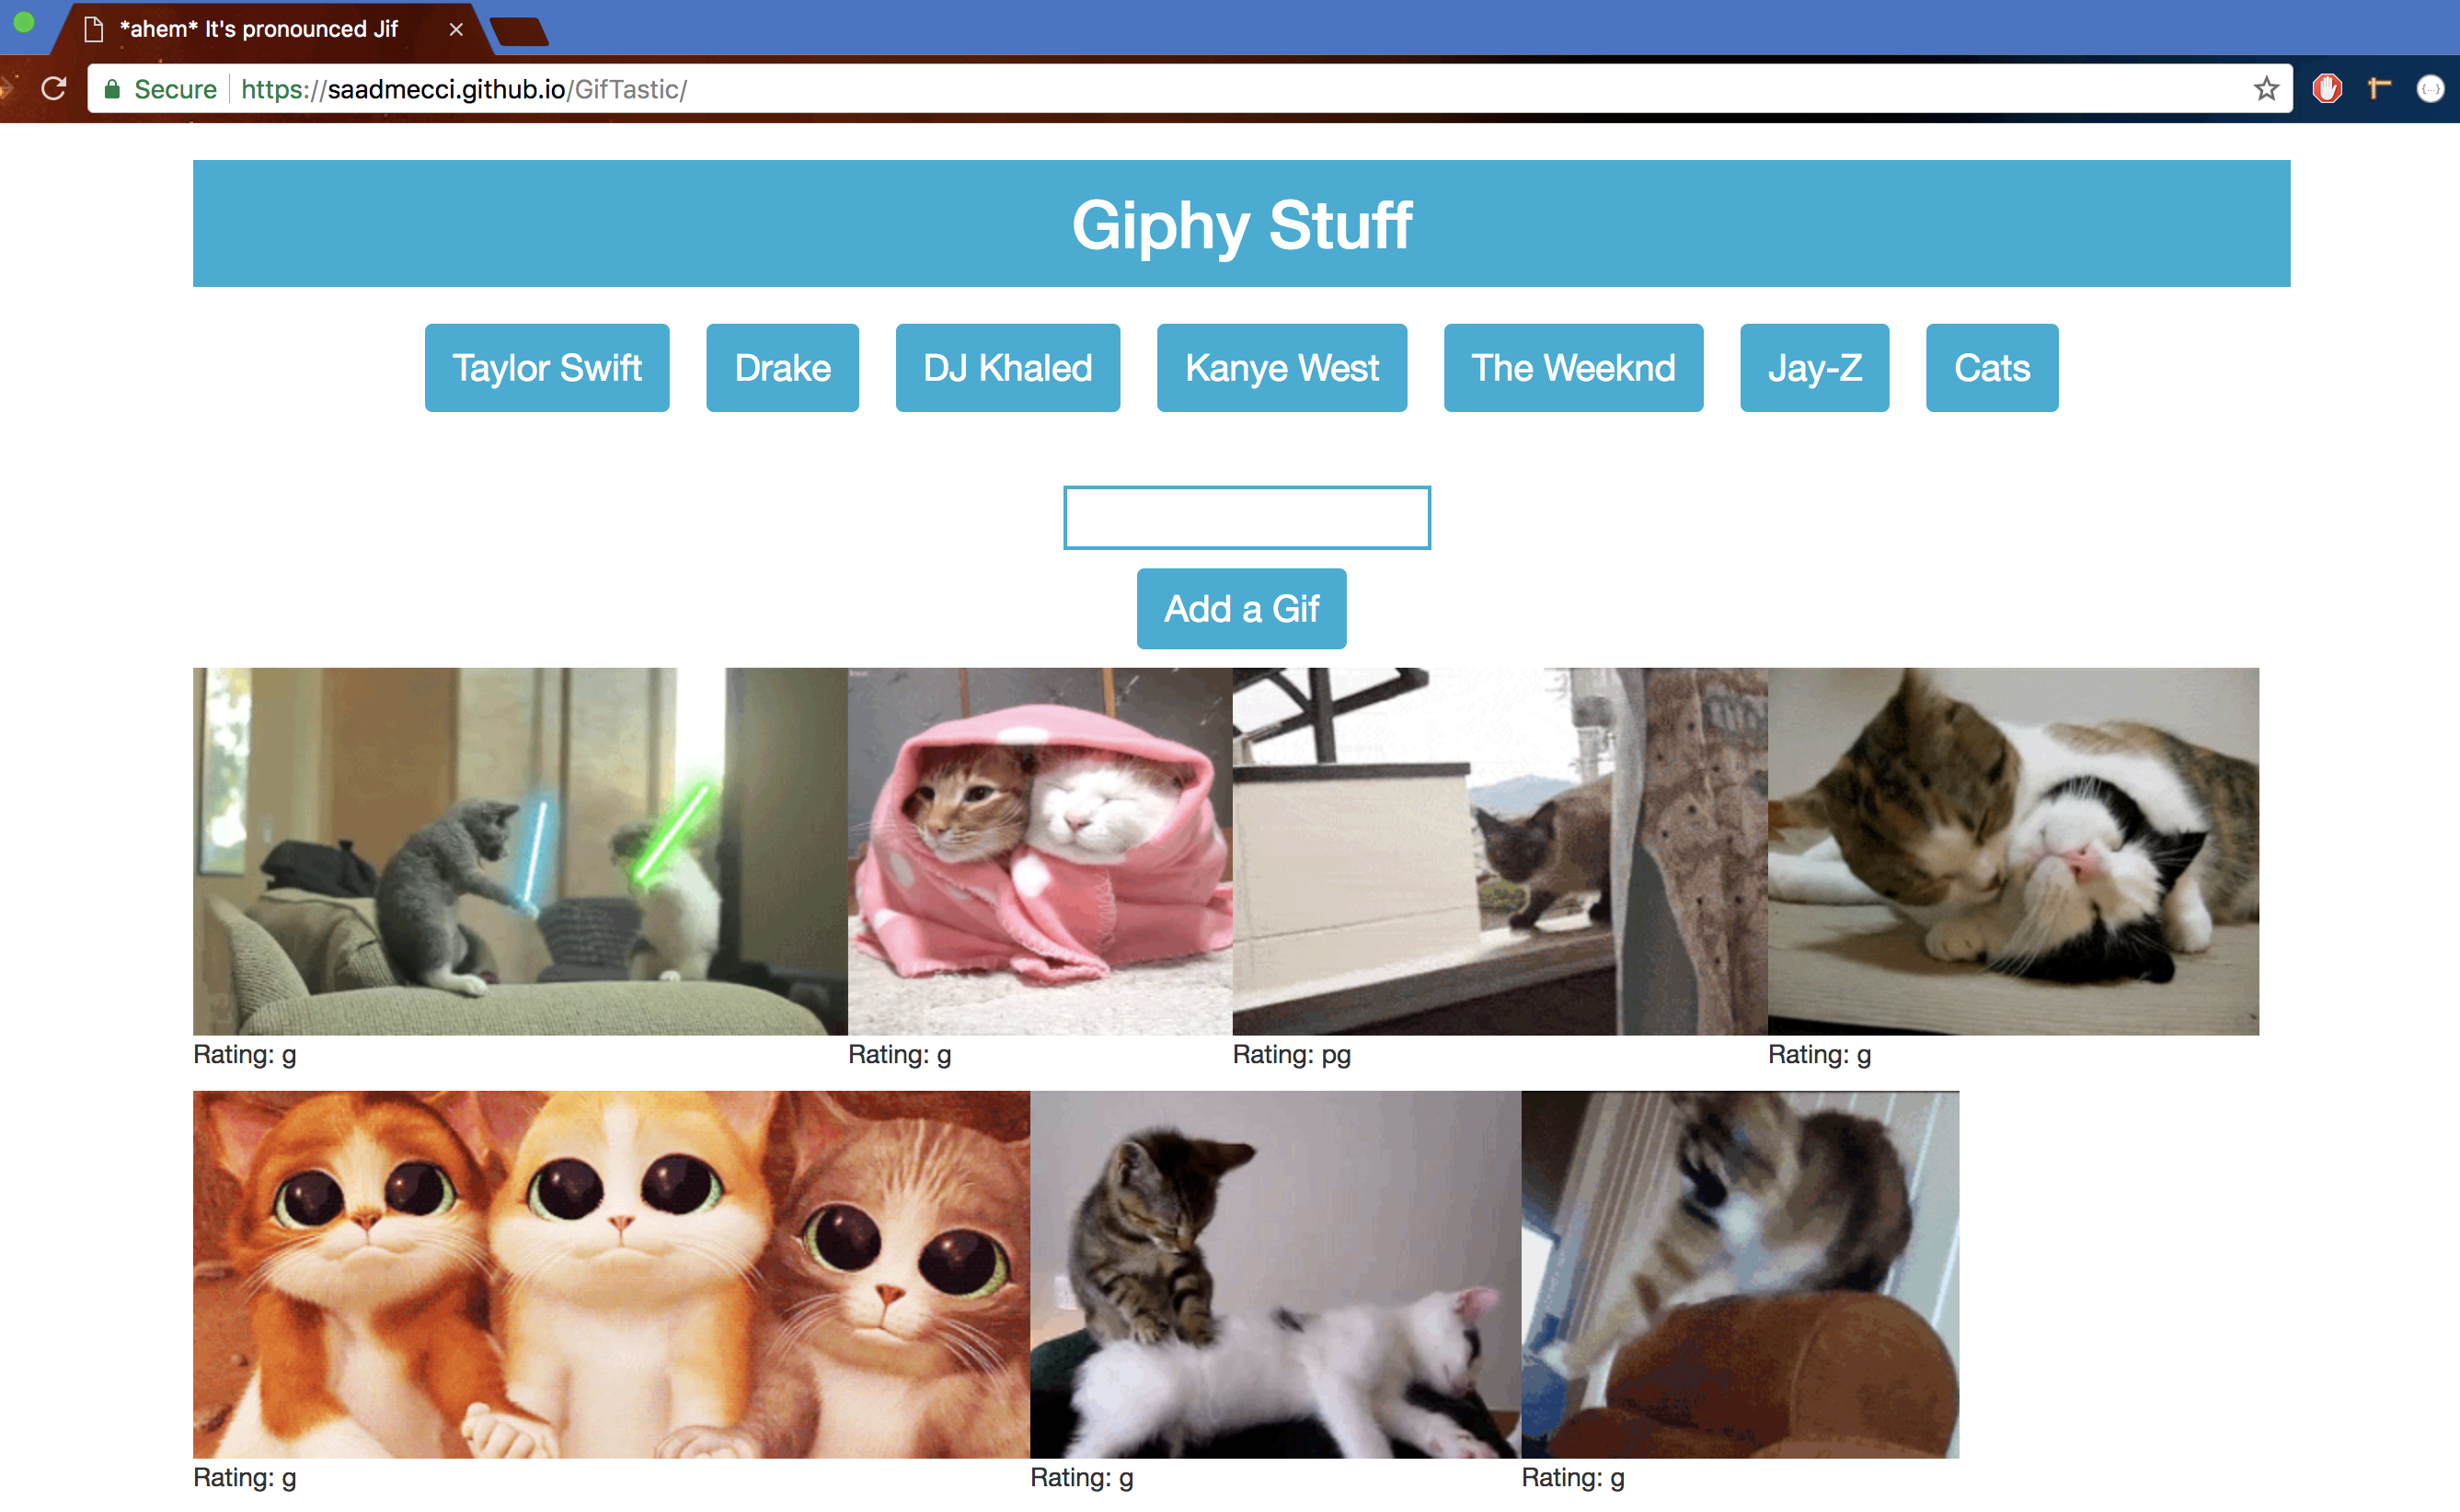 *ahem* It's pronounced Jif
Secure https://saadmecci.github.io/GifTastic/
Giphy Stuff
Taylor Swift Drake DJ Khaled Kanye West The Weeknd Jay-Z Cats
Add a Gif
Rating: g Rating: g Rating: pg Rating: g
Rating: g Rating: g Rating: g